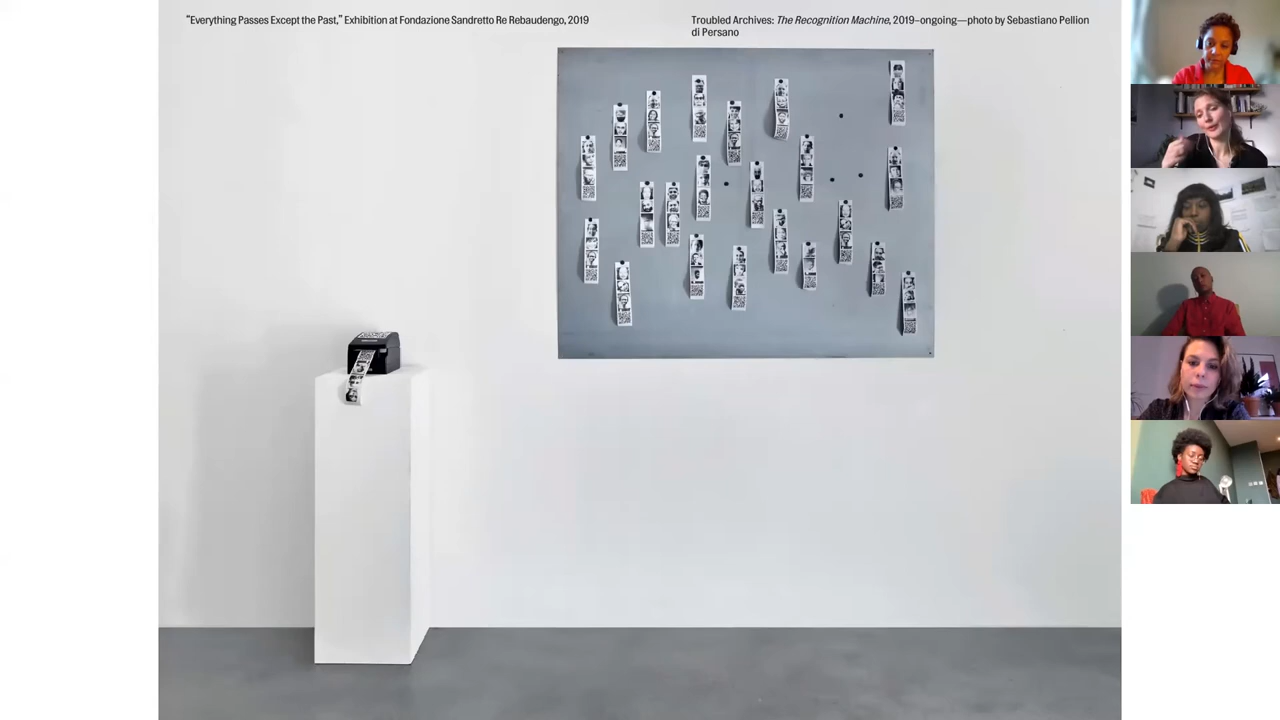 "Everything Passes Except the Past," Exhibition at Fondazione Sandretto Re Rebaudengo, 2019
Troubled Archives: The Recognition Machine, 2019–ongoing—photo by Sebastiano Pellion
di Persano